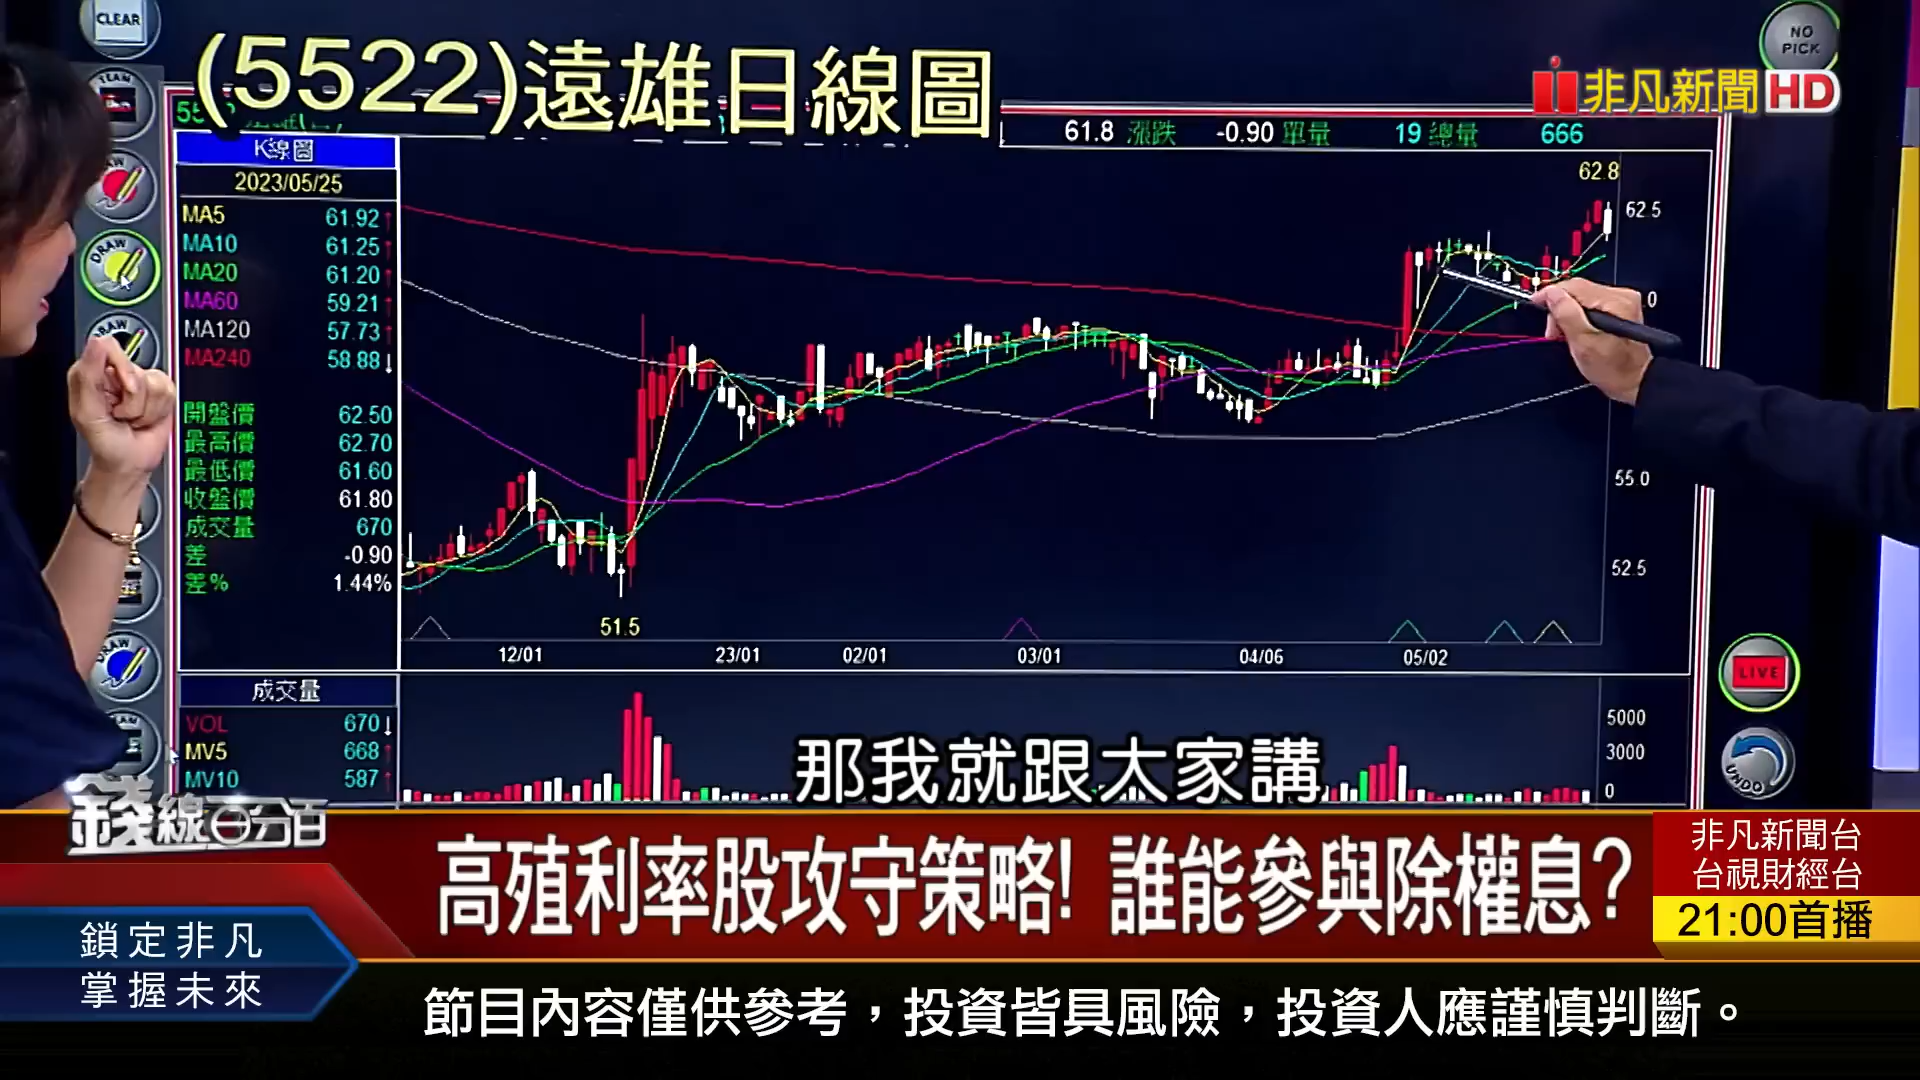 CLEAR
NO
PICK
(5522)遠雄日線圖
非凡新聞HD
61.8 漲跌 -0.90 單量 19 總量 666
K線圖
2023/05/25
MA5 61.92↑
MA10 61.25↑
MA20 61.20↑
MA60 59.21↑
MA120 57.73↑
MA240 58.88↓
開盤價 62.50
最高價 62.70
最低價 61.60
收盤價 61.80
成交量 670
差 -0.90
差% 1.44%
TEAM
DRAW
DRAW
DRAW
62.8
62.5
55.0
52.5
51.5
12/01 23/01 02/01 03/01 04/06 05/02
成交量
VOL 670↓
MV5 668↑
MV10 587↑
5000
3000
0
LIVE
UNDO
那我就跟大家講
錢線百分百
高殖利率股攻守策略! 誰能參與除權息?
非凡新聞台
台視財經台
21:00首播
鎖定非凡
掌握未來
節目內容僅供參考，投資皆具風險，投資人應謹慎判斷。